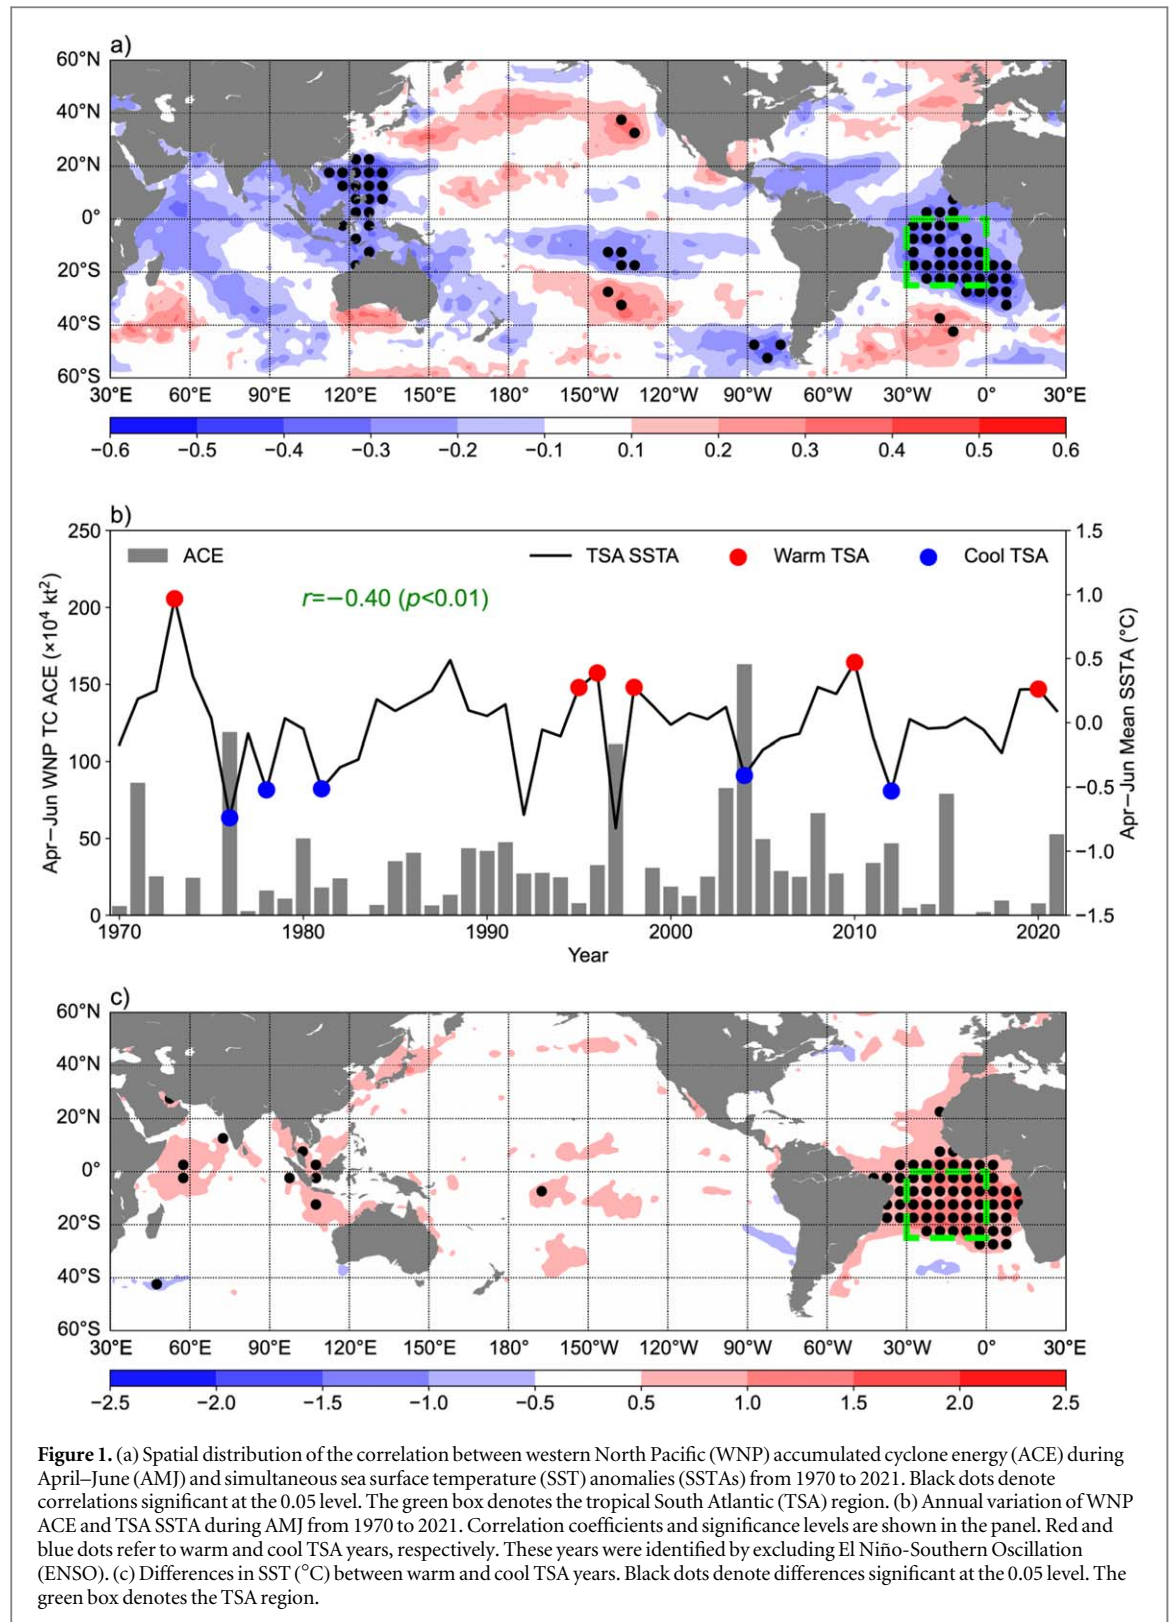 a)
60°N
40°N
20°N
0°
20°S
40°S
60°S
30°E 60°E 90°E 120°E 150°E 180° 150°W 120°W 90°W 60°W 30°W 0° 30°E
−0.6 −0.5 −0.4 −0.3 −0.2 −0.1 0.1 0.2 0.3 0.4 0.5 0.6
b)
250
200
150
100
50
0
Apr−Jun WNP TC ACE (×10⁴ kt²)
ACE TSA SSTA Warm TSA Cool TSA
r=−0.40 (p<0.01)
1.5
1.0
0.5
0.0
−0.5
−1.0
−1.5
Apr−Jun Mean SSTA (°C)
1970 1980 1990 2000 2010 2020
Year
c)
60°N
40°N
20°N
0°
20°S
40°S
60°S
30°E 60°E 90°E 120°E 150°E 180° 150°W 120°W 90°W 60°W 30°W 0° 30°E
−2.5 −2.0 −1.5 −1.0 −0.5 0.5 1.0 1.5 2.0 2.5
Figure 1. (a) Spatial distribution of the correlation between western North Pacific (WNP) accumulated cyclone energy (ACE) during
April–June (AMJ) and simultaneous sea surface temperature (SST) anomalies (SSTAs) from 1970 to 2021. Black dots denote
correlations significant at the 0.05 level. The green box denotes the tropical South Atlantic (TSA) region. (b) Annual variation of WNP
ACE and TSA SSTA during AMJ from 1970 to 2021. Correlation coefficients and significance levels are shown in the panel. Red and
blue dots refer to warm and cool TSA years, respectively. These years were identified by excluding El Niño-Southern Oscillation
(ENSO). (c) Differences in SST (°C) between warm and cool TSA years. Black dots denote differences significant at the 0.05 level. The
green box denotes the TSA region.